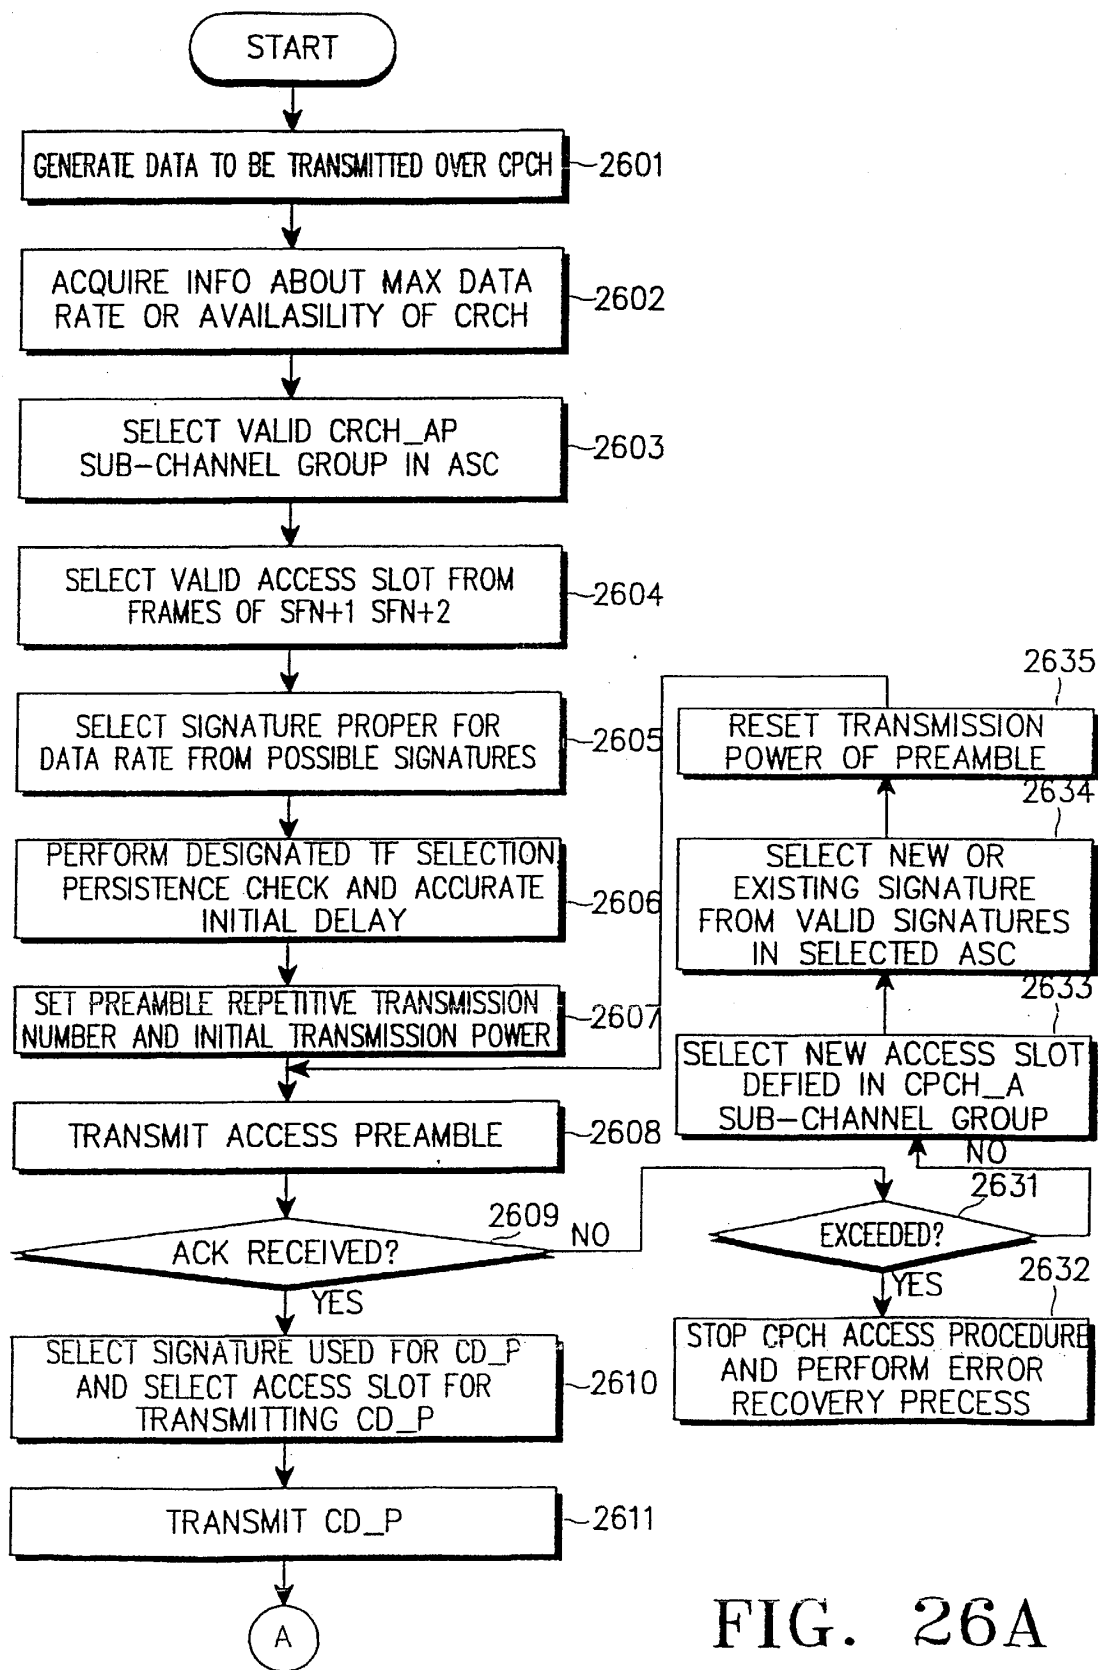 START
GENERATE DATA TO BE TRANSMITTED OVER CPCH
2601
ACQUIRE INFO ABOUT MAX DATA
RATE OR AVAILASILITY OF CRCH
2602
SELECT VALID CRCH_AP
SUB-CHANNEL GROUP IN ASC
2603
SELECT VALID ACCESS SLOT FROM
FRAMES OF SFN+1 SFN+2
2604
SELECT SIGNATURE PROPER FOR
DATA RATE FROM POSSIBLE SIGNATURES
2605
PERFORM DESIGNATED TF SELECTION,
PERSISTENCE CHECK AND ACCURATE
INITIAL DELAY
2606
SET PREAMBLE REPETITIVE TRANSMISSION
NUMBER AND INITIAL TRANSMISSION POWER
2607
TRANSMIT ACCESS PREAMBLE
2608
ACK RECEIVED?
2609
NO
YES
SELECT SIGNATURE USED FOR CD_P
AND SELECT ACCESS SLOT FOR
TRANSMITTING CD_P
2610
TRANSMIT CD_P
2611
A
2635
RESET TRANSMISSION
POWER OF PREAMBLE
2634
SELECT NEW OR
EXISTING SIGNATURE
FROM VALID SIGNATURES
IN SELECTED ASC
2633
SELECT NEW ACCESS SLOT
DEFIED IN CPCH_A
SUB-CHANNEL GROUP
NO
2631
EXCEEDED?
YES
2632
STOP CPCH ACCESS PROCEDURE
AND PERFORM ERROR
RECOVERY PRECESS
FIG. 26A